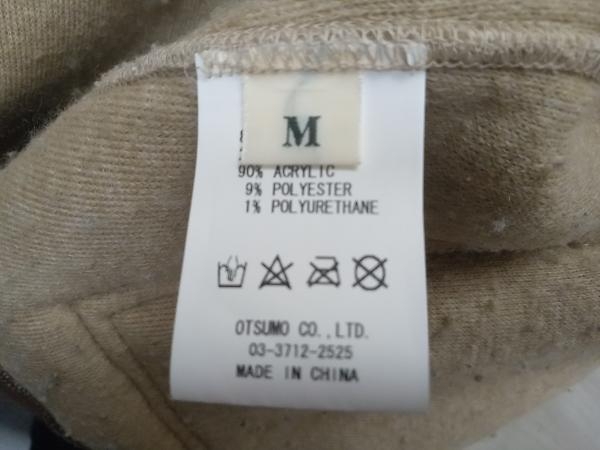 M
90% ACRYLIC
9% POLYESTER
1% POLYURETHANE
OTSUMO CO.,LTD.
03-3712-2525
MADE IN CHINA